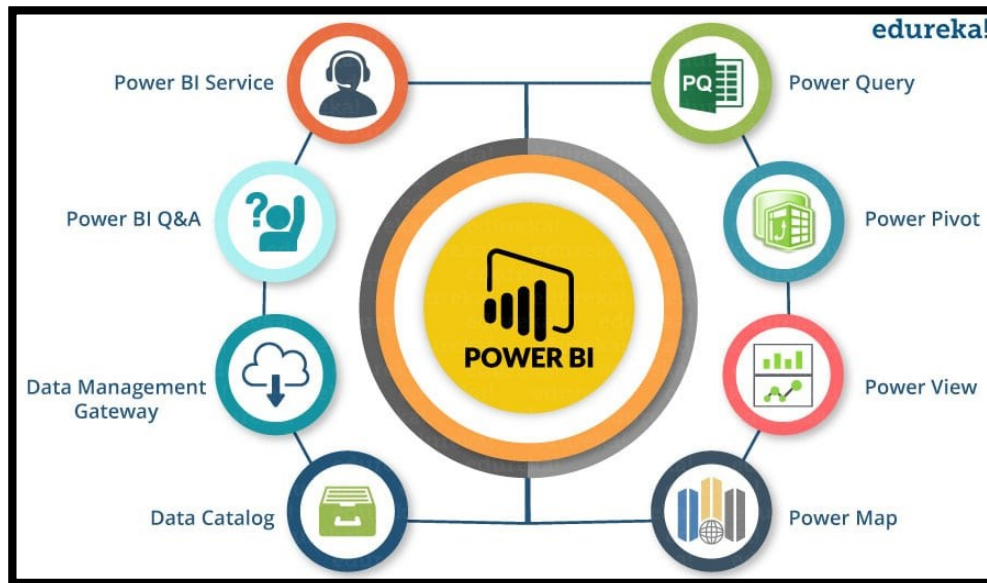 edureka!
Power BI Service
PQ
Power Query
Power BI Q&A
?
Power Pivot
POWER BI
Data Management
Gateway
Power View
Data Catalog
Power Map